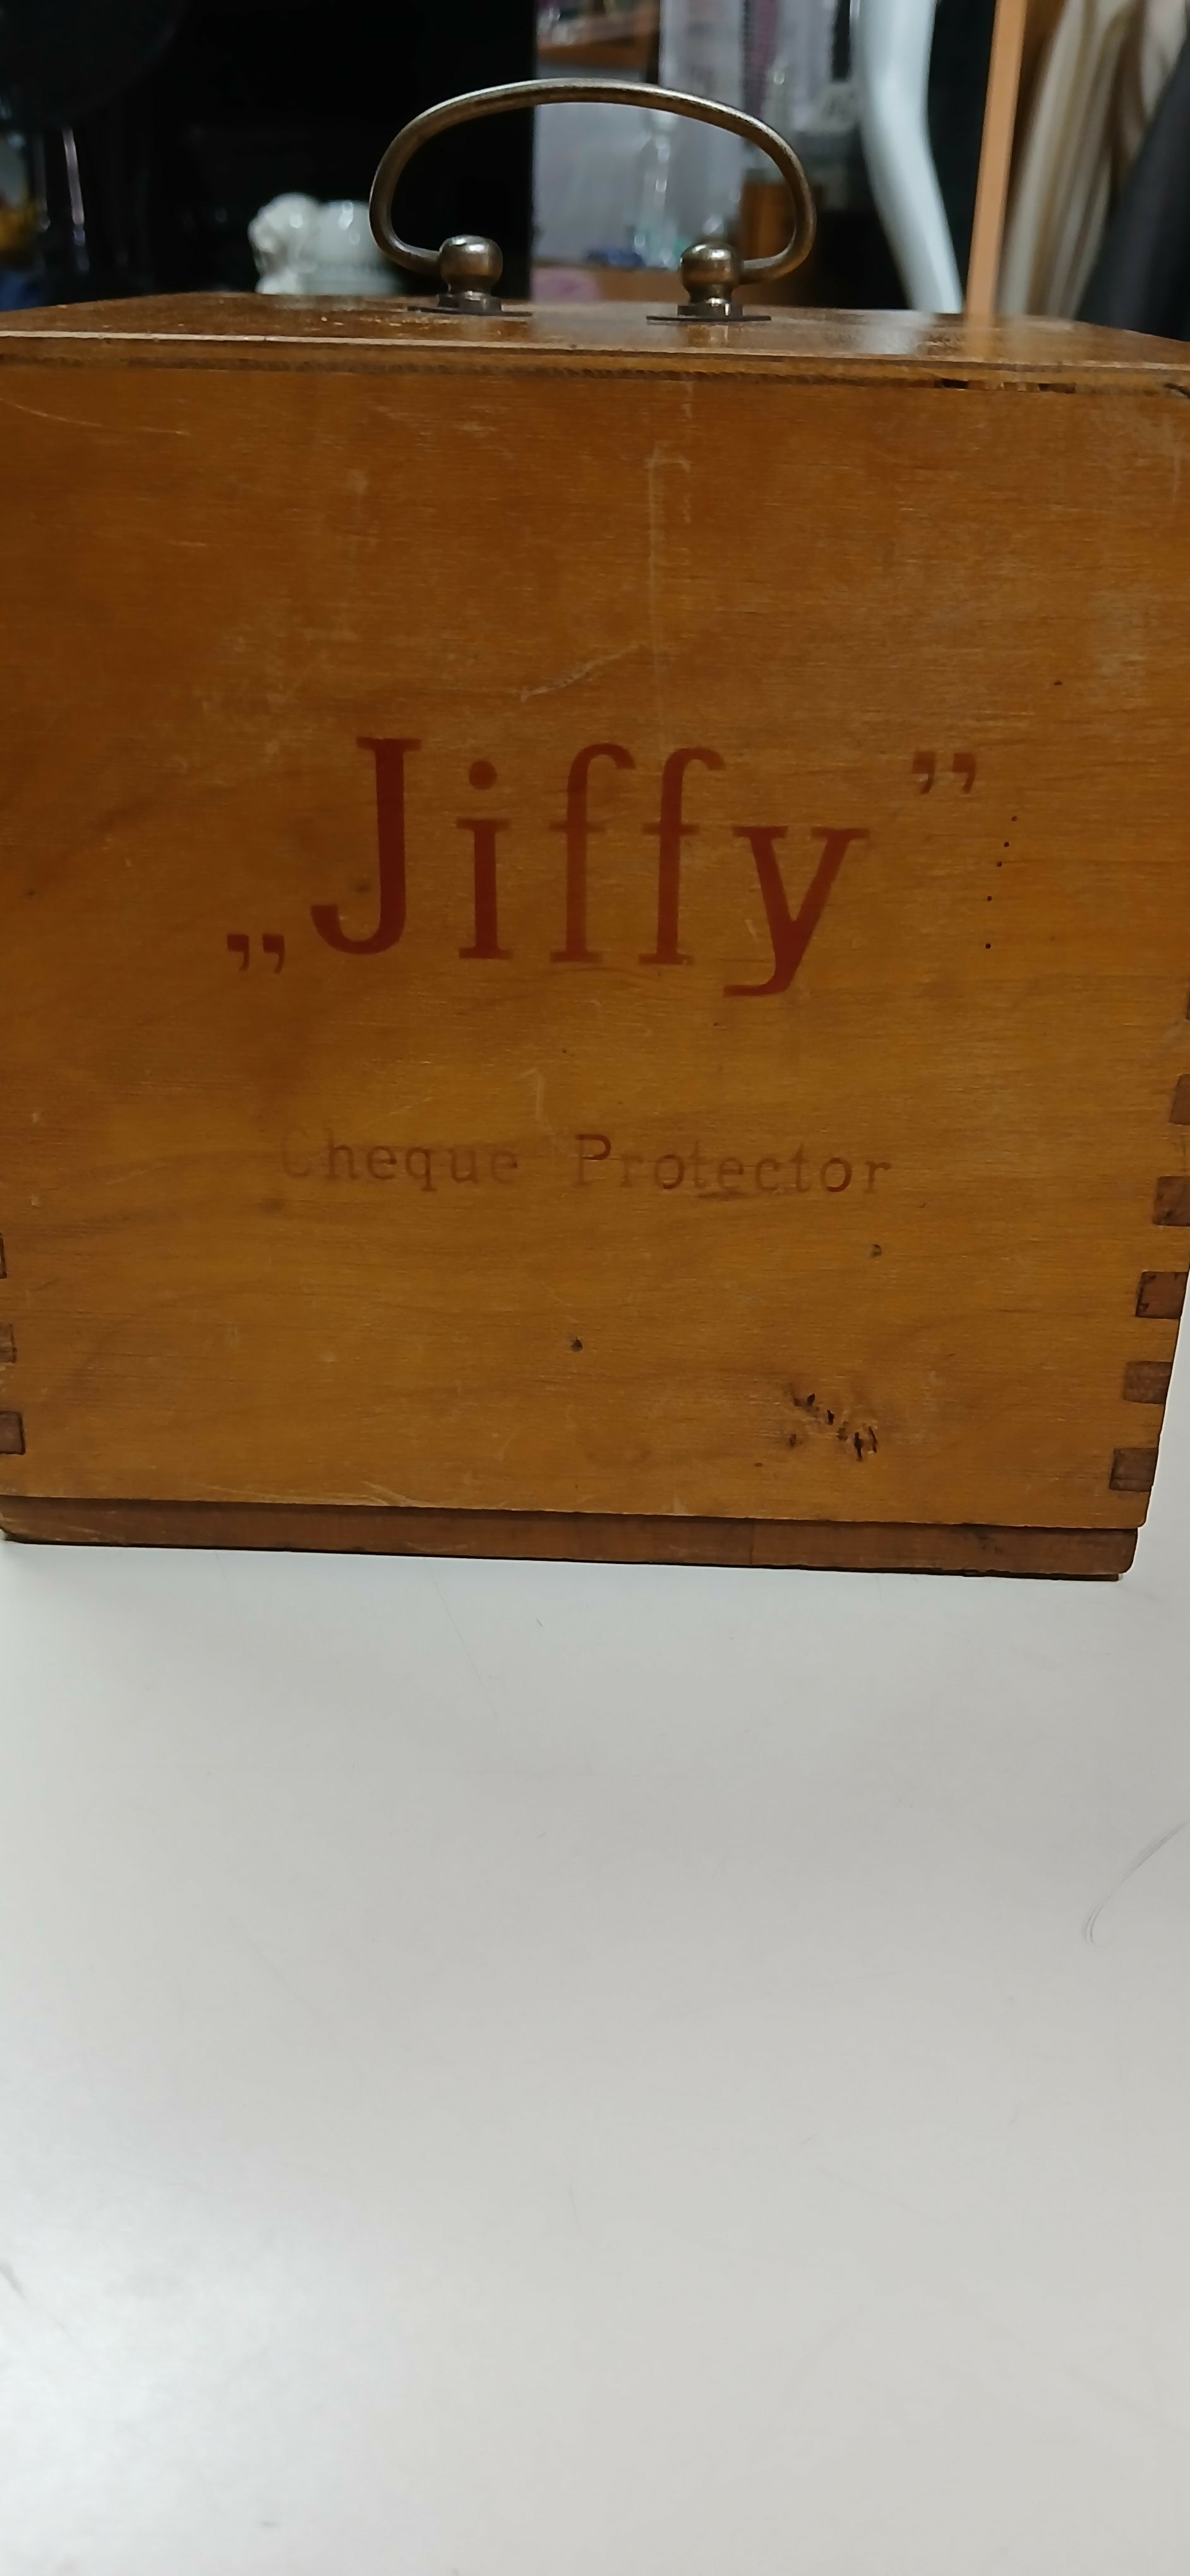 „Jiffy”
Cheque Protector